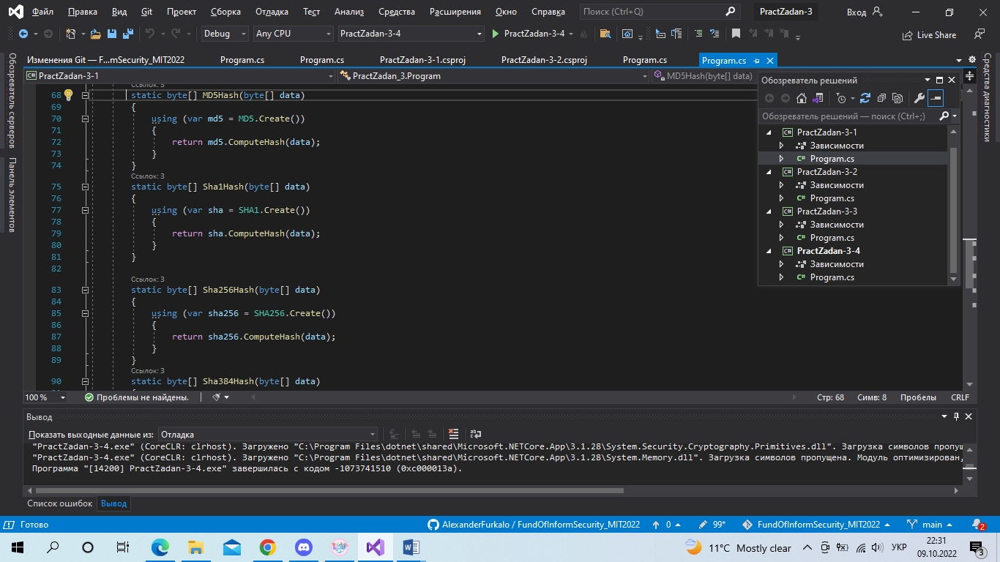 Файл Правка Вид Git Проект Сборка Отладка Тест Анализ Средства Расширения Окно Справка Поиск (Ctrl+Q) PractZadan-3 Вход
Debug Any CPU PractZadan-3-4 PractZadan-3-4 Live Share
Обозреватель серверов
Панель элементов
Средства диагностики
Изменения Git — F...mSecurity_MIT2022 Program.cs Program.cs PractZadan-3-1.csproj PractZadan-3-2.csproj Program.cs Program.cs
PractZadan-3-1 PractZadan_3.Program MD5Hash(byte[] data)
Ссылок: 3
68 static byte[] MD5Hash(byte[] data)
69 {
70 using (var md5 = MD5.Create())
71 {
72 return md5.ComputeHash(data);
73 }
74 }
Ссылок: 3
75 static byte[] Sha1Hash(byte[] data)
76 {
77 using (var sha = SHA1.Create())
78 {
79 return sha.ComputeHash(data);
80 }
81 }
82
Ссылок: 3
83 static byte[] Sha256Hash(byte[] data)
84 {
85 using (var sha256 = SHA256.Create())
86 {
87 return sha256.ComputeHash(data);
88 }
89 }
Ссылок: 3
90 static byte[] Sha384Hash(byte[] data)
Обозреватель решений
Обозреватель решений — поиск (Ctrl+;)
C# PractZadan-3-1
Зависимости
C# Program.cs
C# PractZadan-3-2
Зависимости
C# Program.cs
C# PractZadan-3-3
Зависимости
C# Program.cs
C# PractZadan-3-4
Зависимости
C# Program.cs
100 % Проблемы не найдены. Стр: 68 Симв: 8 Пробелы CRLF
Вывод
Показать выходные данные из: Отладка
"PractZadan-3-4.exe" (CoreCLR: clrhost). Загружено "C:\Program Files\dotnet\shared\Microsoft.NETCore.App\3.1.28\System.Security.Cryptography.Primitives.dll". Загрузка символов пропущ
"PractZadan-3-4.exe" (CoreCLR: clrhost). Загружено "C:\Program Files\dotnet\shared\Microsoft.NETCore.App\3.1.28\System.Memory.dll". Загрузка символов пропущена. Модуль оптимизирован,
Программа "[14200] PractZadan-3-4.exe" завершилась с кодом -1073741510 (0xc000013a).
Список ошибок Вывод
Готово AlexanderFurkalo / FundOfInformSecurity_MIT2022 0 99* FundOfInformSecurity_MIT2022 main 2
11°C Mostly clear УКР 22:31
09.10.2022 3